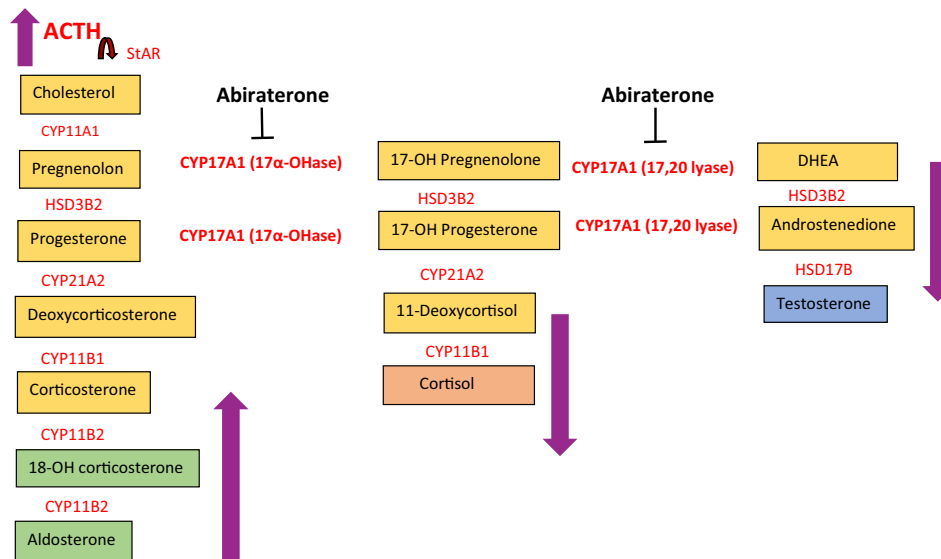 ACTH
StAR
Cholesterol
CYP11A1
Pregnenolon
HSD3B2
Progesterone
CYP21A2
Deoxycorticosterone
CYP11B1
Corticosterone
CYP11B2
18-OH corticosterone
CYP11B2
Aldosterone
Abiraterone
CYP17A1 (17α-OHase)
CYP17A1 (17α-OHase)
17-OH Pregnenolone
HSD3B2
17-OH Progesterone
CYP21A2
11-Deoxycortisol
CYP11B1
Cortisol
Abiraterone
CYP17A1 (17,20 lyase)
CYP17A1 (17,20 lyase)
DHEA
HSD3B2
Androstenedione
HSD17B
Testosterone